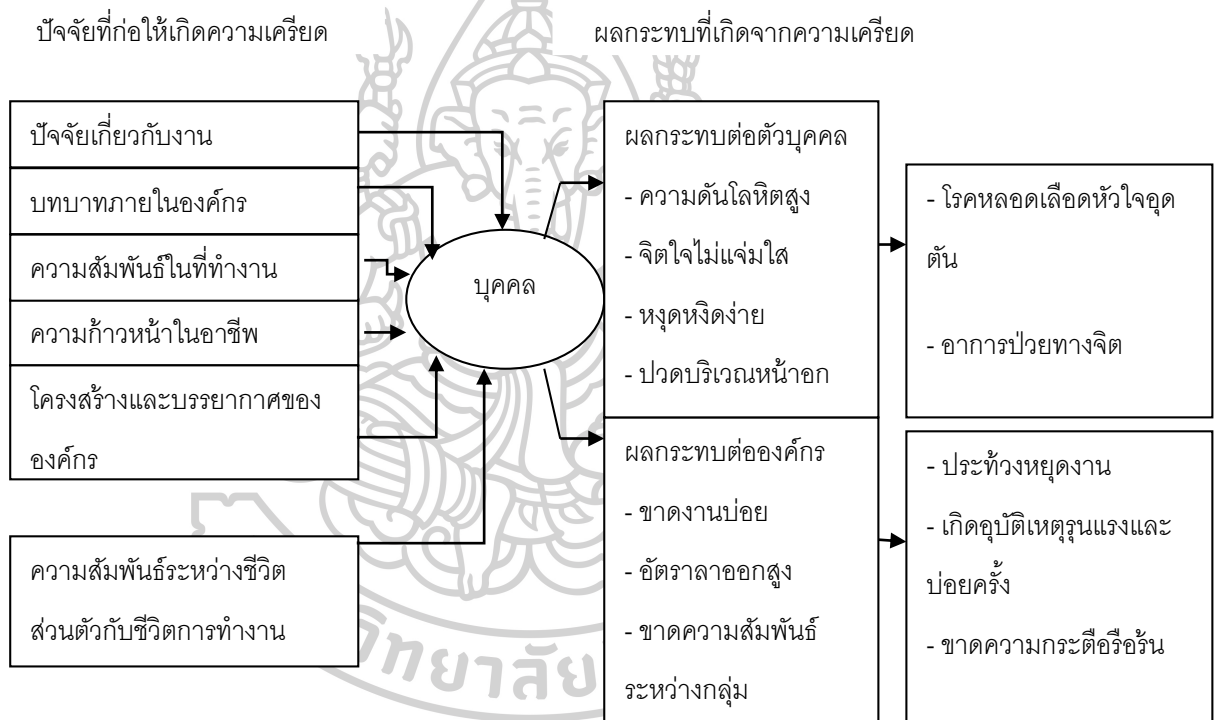 ปัจจัยที่ก่อให้เกิดความเครียด
ผลกระทบที่เกิดจากความเครียด
ปัจจัยเกี่ยวกับงาน
บทบาทภายในองค์กร
ความสัมพันธ์ในที่ทำงาน
ความก้าวหน้าในอาชีพ
โครงสร้างและบรรยากาศของ
องค์กร
ความสัมพันธ์ระหว่างชีวิต
ส่วนตัวกับชีวิตการทำงาน
บุคคล
ผลกระทบต่อตัวบุคคล
- ความดันโลหิตสูง
- จิตใจไม่แจ่มใส
- หงุดหงิดง่าย
- ปวดบริเวณหน้าอก
ผลกระทบต่อองค์กร
- ขาดงานบ่อย
- อัตราลาออกสูง
- ขาดความสัมพันธ์
ระหว่างกลุ่ม
- โรคหลอดเลือดหัวใจอุด
ตัน
- อาการป่วยทางจิต
- ประท้วงหยุดงาน
- เกิดอุบัติเหตุรุนแรงและ
บ่อยครั้ง
- ขาดความกระตือรือร้น